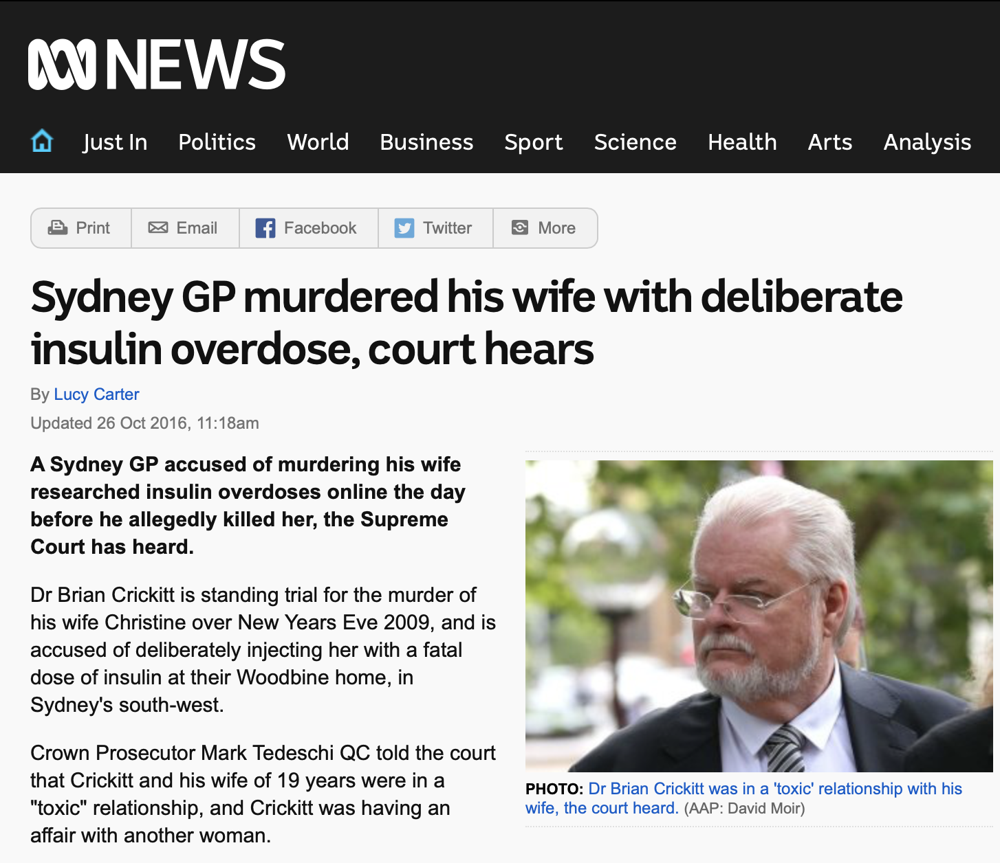 NEWS
Just In Politics World Business Sport Science Health Arts Analysis
Print Email Facebook Twitter More
Sydney GP murdered his wife with deliberate
insulin overdose, court hears
By Lucy Carter
Updated 26 Oct 2016, 11:18am
A Sydney GP accused of murdering his wife
researched insulin overdoses online the day
before he allegedly killed her, the Supreme
Court has heard.
Dr Brian Crickitt is standing trial for the murder of
his wife Christine over New Years Eve 2009, and is
accused of deliberately injecting her with a fatal
dose of insulin at their Woodbine home, in
Sydney's south-west.
Crown Prosecutor Mark Tedeschi QC told the court
that Crickitt and his wife of 19 years were in a
"toxic" relationship, and Crickitt was having an
affair with another woman.
PHOTO: Dr Brian Crickitt was in a 'toxic' relationship with his
wife, the court heard. (AAP: David Moir)